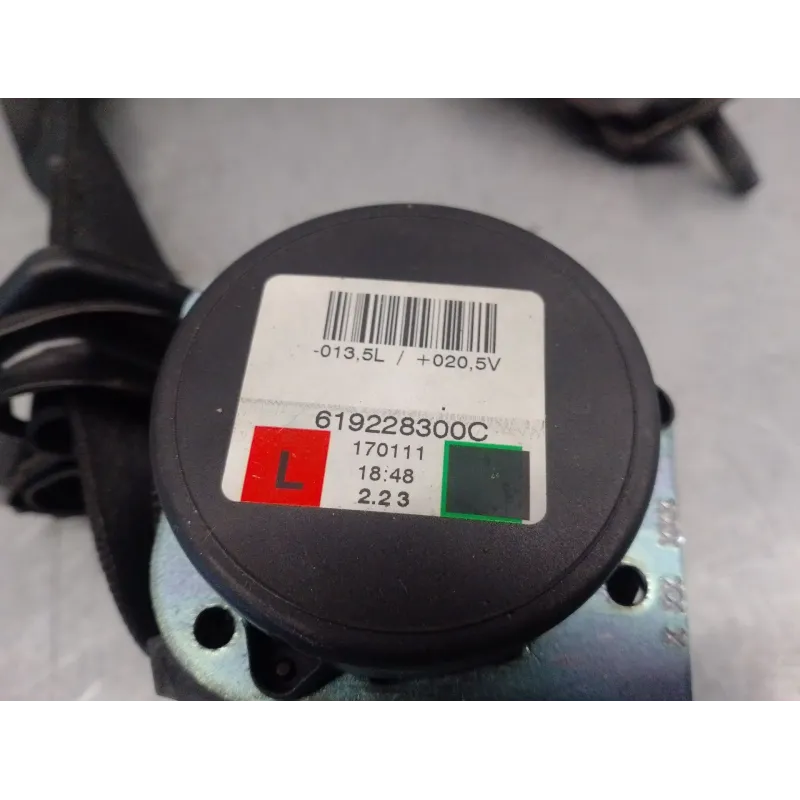 -013,5L / +020,5V
619228300C
170111
L
18:48
2.23